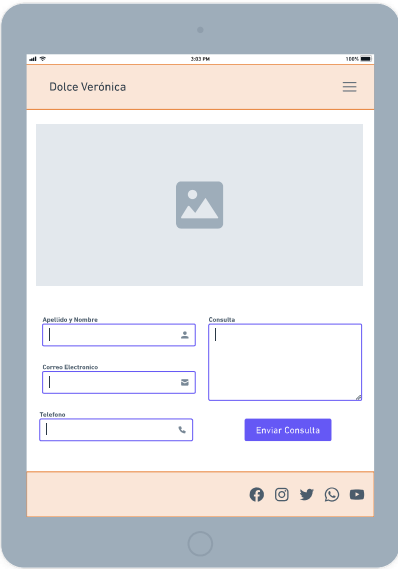 3:03 PM
100%
Dolce Verónica
Apellido y Nombre
Consulta
Correo Electronico
Telefono
Enviar Consulta